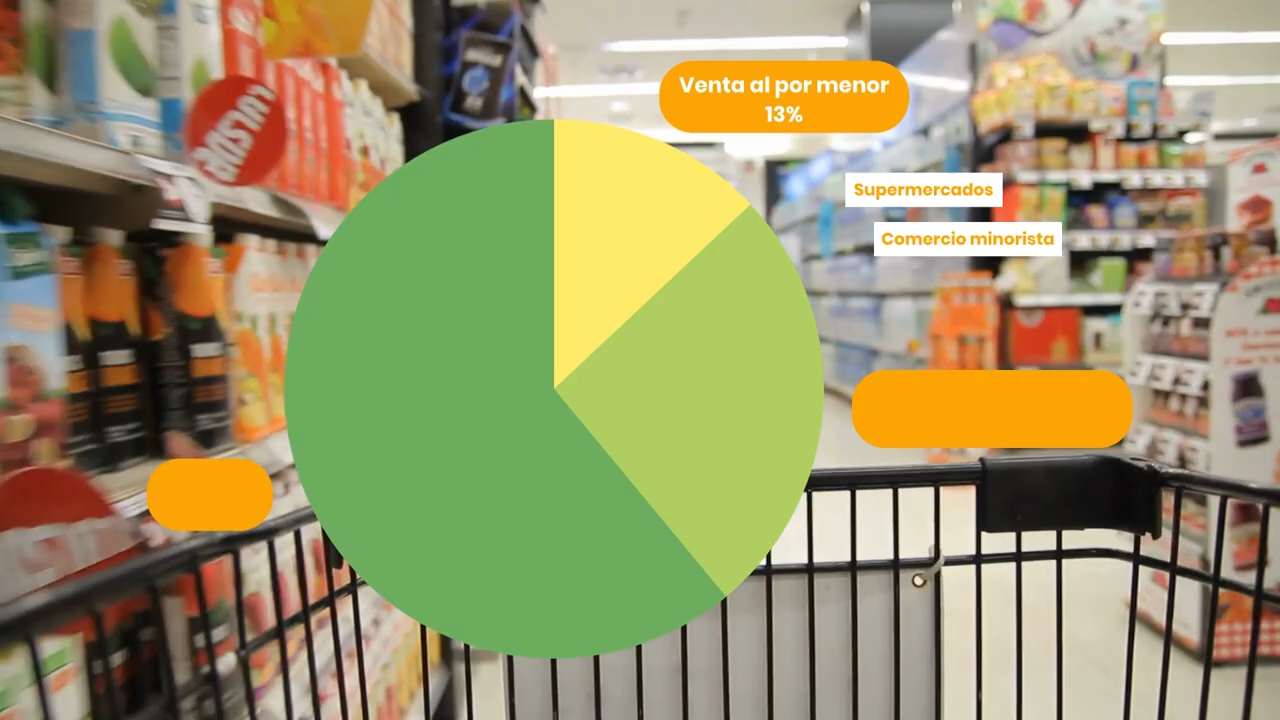 Venta al por menor
13%
Supermercados
Comercio minorista